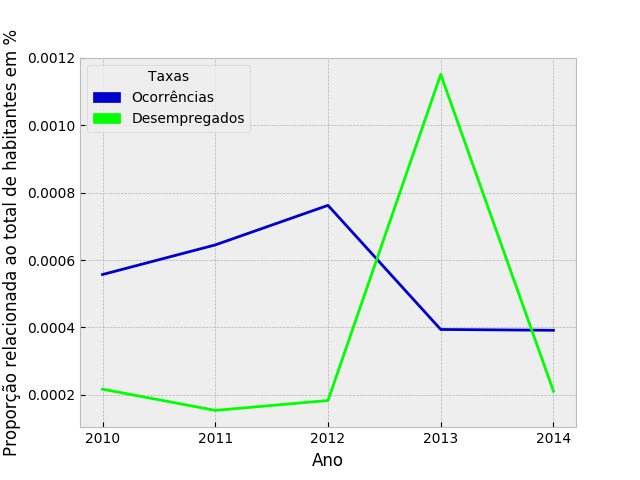 Proporção relacionada ao total de habitantes em %
0.0012
0.0010
0.0008
0.0006
0.0004
0.0002
Taxas
Ocorrências
Desempregados
2010 2011 2012 2013 2014
Ano